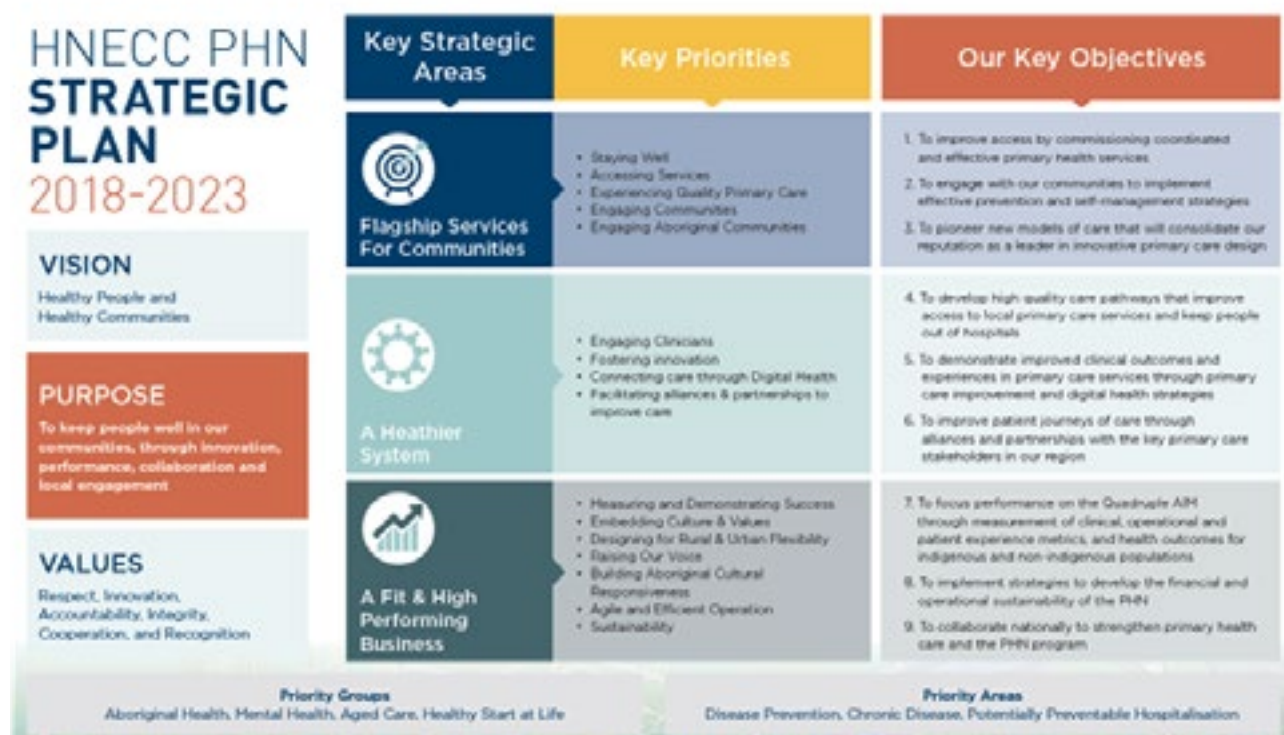 HNECC PHN
STRATEGIC
PLAN
2018-2023
VISION
Healthy People and
Healthy Communities
PURPOSE
To keep people well in our
communities, through innovation,
performance, collaboration and
local engagement
VALUES
Respect, Innovation,
Accountability, Integrity,
Cooperation, and Recognition
Key Strategic
Areas
Key Priorities
Our Key Objectives
Flagship Services
For Communities
• Staying Well
• Accessing Services
• Experiencing Quality Primary Care
• Engaging Communities
• Engaging Aboriginal Communities
1. To improve access by commissioning coordinated
and effective primary health services
2. To engage with our communities to implement
effective prevention and self-management strategies
3. To pioneer new models of care that will consolidate our
reputation as a leader in innovative primary care design
A Heathier
System
• Engaging Clinicians
• Fostering innovation
• Connecting care through Digital Health
• Facilitating alliances & partnerships to
improve care
4. To develop high quality care pathways that improve
access to local primary care services and keep people
out of hospitals
5. To demonstrate improved clinical outcomes and
experiences in primary care services through primary
care improvement and digital health strategies
6. To improve patient journeys of care through
alliances and partnerships with the key primary care
stakeholders in our region
A Fit & High
Performing
Business
• Measuring and Demonstrating Success
• Embedding Culture & Values
• Designing for Rural & Urban Flexibility
• Raising Our Voice
• Building Aboriginal Cultural
Responsiveness
• Agile and Efficient Operation
• Sustainability
7. To focus performance on the Quadruple AIM
through measurement of clinical, operational and
patient experience metrics, and health outcomes for
indigenous and non-indigenous populations
8. To implement strategies to develop the financial and
operational sustainability of the PHN
9. To collaborate nationally to strengthen primary health
care and the PHN program
Priority Groups
Aboriginal Health, Mental Health, Aged Care, Healthy Start at Life
Priority Areas
Disease Prevention, Chronic Disease, Potentially Preventable Hospitalisation